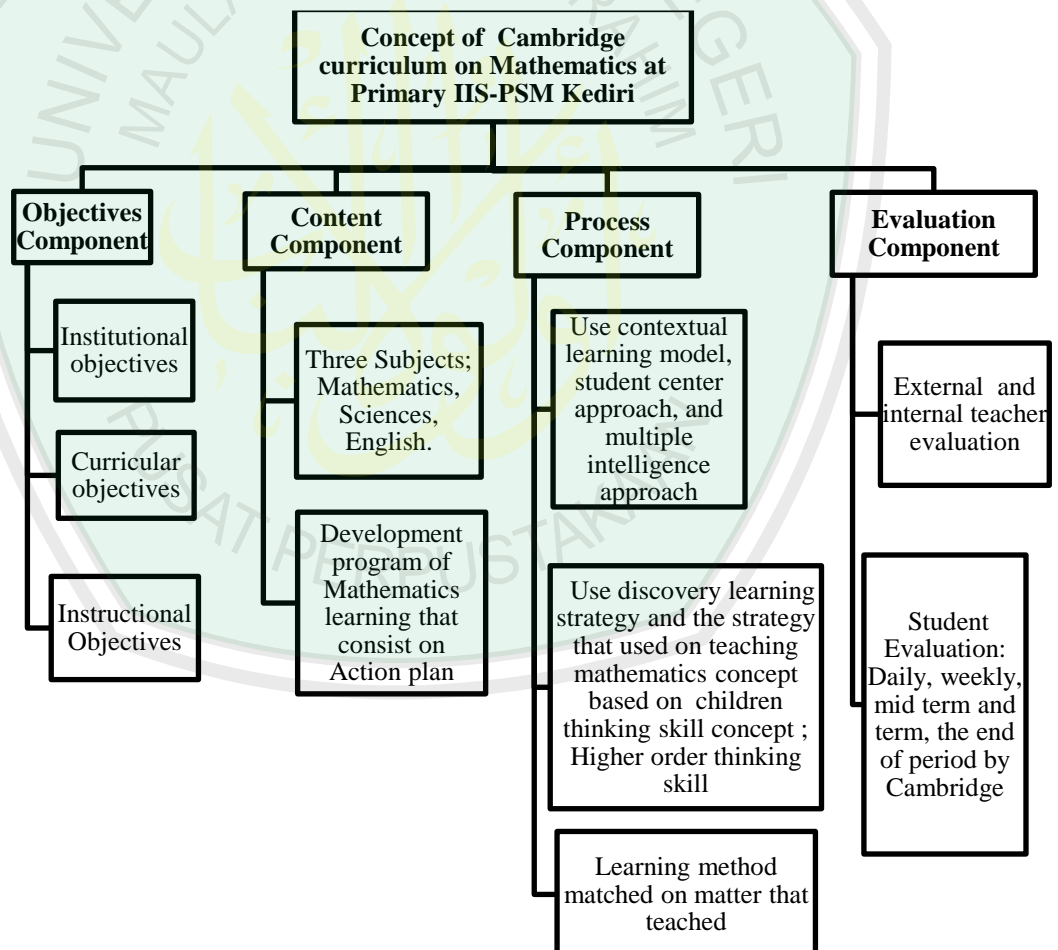 Concept of Cambridge
curriculum on Mathematics at
Primary IIS-PSM Kediri
Objectives
Component
Institutional
objectives
Curricular
objectives
Instructional
Objectives
Content
Component
Three Subjects;
Mathematics,
Sciences,
English.
Development
program of
Mathematics
learning that
consist on
Action plan
Process
Component
Use contextual
learning model,
student center
approach, and
multiple
intelligence
approach
Use discovery learning
strategy and the strategy
that used on teaching
mathematics concept
based on children
thinking skill concept ;
Higher order thinking
skill
Learning method
matched on matter that
teached
Evaluation
Component
External and
internal teacher
evaluation
Student
Evaluation:
Daily, weekly,
mid term and
term, the end
of period by
Cambridge
PUSAT PERPUSTAKAAN